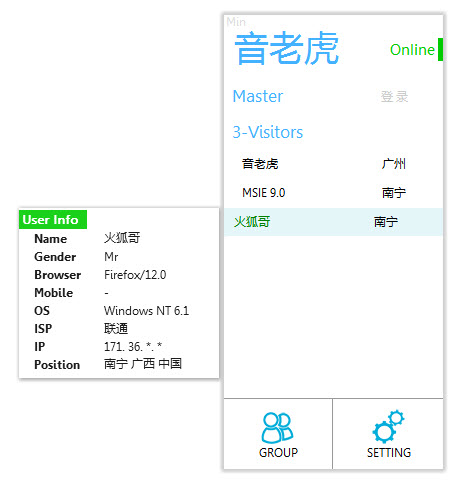 Min
音老虎
Online
Master 登录
3-Visitors
音老虎 广州
MSIE 9.0 南宁
火狐哥 南宁
User Info
Name 火狐哥
Gender Mr
Browser Firefox/12.0
Mobile -
OS Windows NT 6.1
ISP 联通
IP 171. 36. *. *
Position 南宁 广西 中国
GROUP SETTING